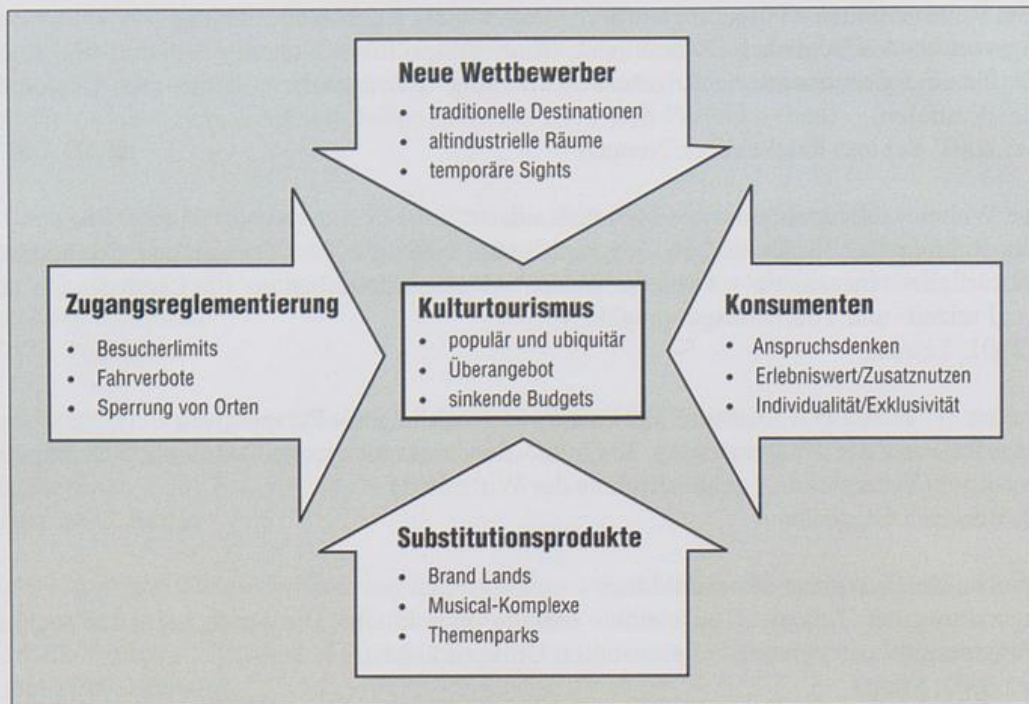 Neue Wettbewerber
• traditionelle Destinationen
• altindustrielle Räume
• temporäre Sights
Zugangsreglementierung
• Besucherlimits
• Fahrverbote
• Sperrung von Orten
Kulturtourismus
• populär und ubiquitär
• Überangebot
• sinkende Budgets
Konsumenten
• Anspruchsdenken
• Erlebniswert/Zusatznutzen
• Individualität/Exklusivität
Substitutionsprodukte
• Brand Lands
• Musical-Komplexe
• Themenparks